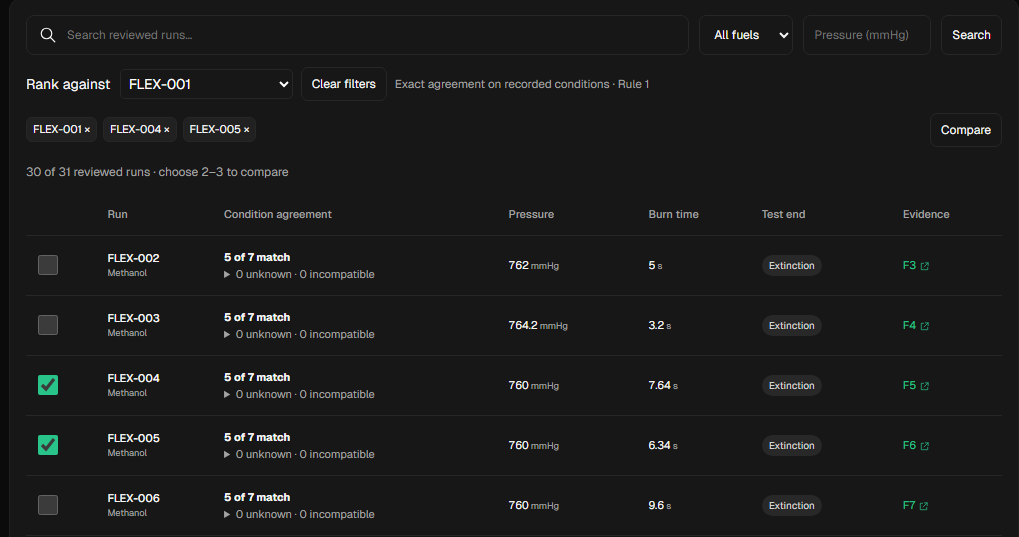 Search reviewed runs…
All fuels
Pressure (mmHg)
Search
Rank against
FLEX-001
Clear filters
Exact agreement on recorded conditions · Rule 1
FLEX-001 ×
FLEX-004 ×
FLEX-005 ×
Compare
30 of 31 reviewed runs · choose 2–3 to compare
Run Condition agreement Pressure Burn time Test end Evidence
FLEX-002 5 of 7 match 762 mmHg 5 s Extinction F3
Methanol 0 unknown · 0 incompatible
FLEX-003 5 of 7 match 764.2 mmHg 3.2 s Extinction F4
Methanol 0 unknown · 0 incompatible
FLEX-004 5 of 7 match 760 mmHg 7.64 s Extinction F5
Methanol 0 unknown · 0 incompatible
FLEX-005 5 of 7 match 760 mmHg 6.34 s Extinction F6
Methanol 0 unknown · 0 incompatible
FLEX-006 5 of 7 match 760 mmHg 9.6 s Extinction F7
Methanol 0 unknown · 0 incompatible